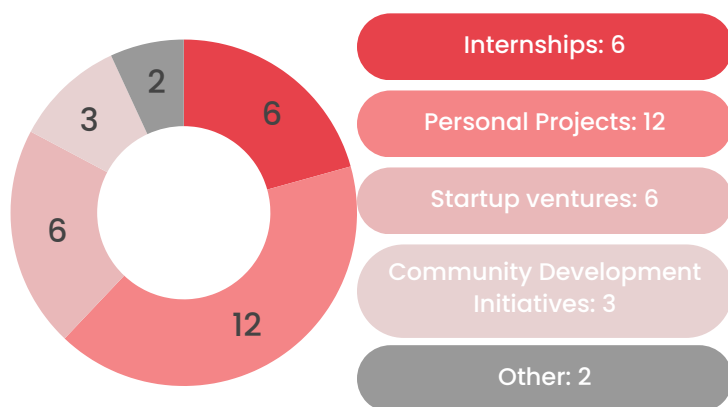 2
6
3
6
12
Internships: 6
Personal Projects: 12
Startup ventures: 6
Community Development
Initiatives: 3
Other: 2